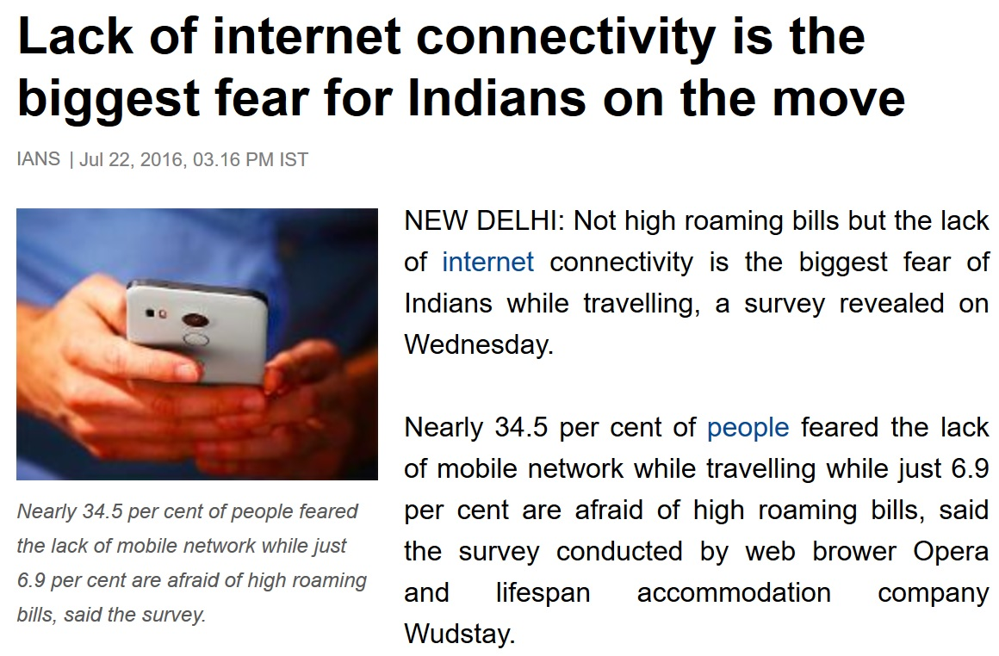 Lack of internet connectivity is the
biggest fear for Indians on the move
IANS | Jul 22, 2016, 03.16 PM IST
Nearly 34.5 per cent of people feared
the lack of mobile network while just
6.9 per cent are afraid of high roaming
bills, said the survey.
NEW DELHI: Not high roaming bills but the lack
of internet connectivity is the biggest fear of
Indians while travelling, a survey revealed on
Wednesday.
Nearly 34.5 per cent of people feared the lack
of mobile network while travelling while just 6.9
per cent are afraid of high roaming bills, said
the survey conducted by web brower Opera
and lifespan accommodation company
Wudstay.